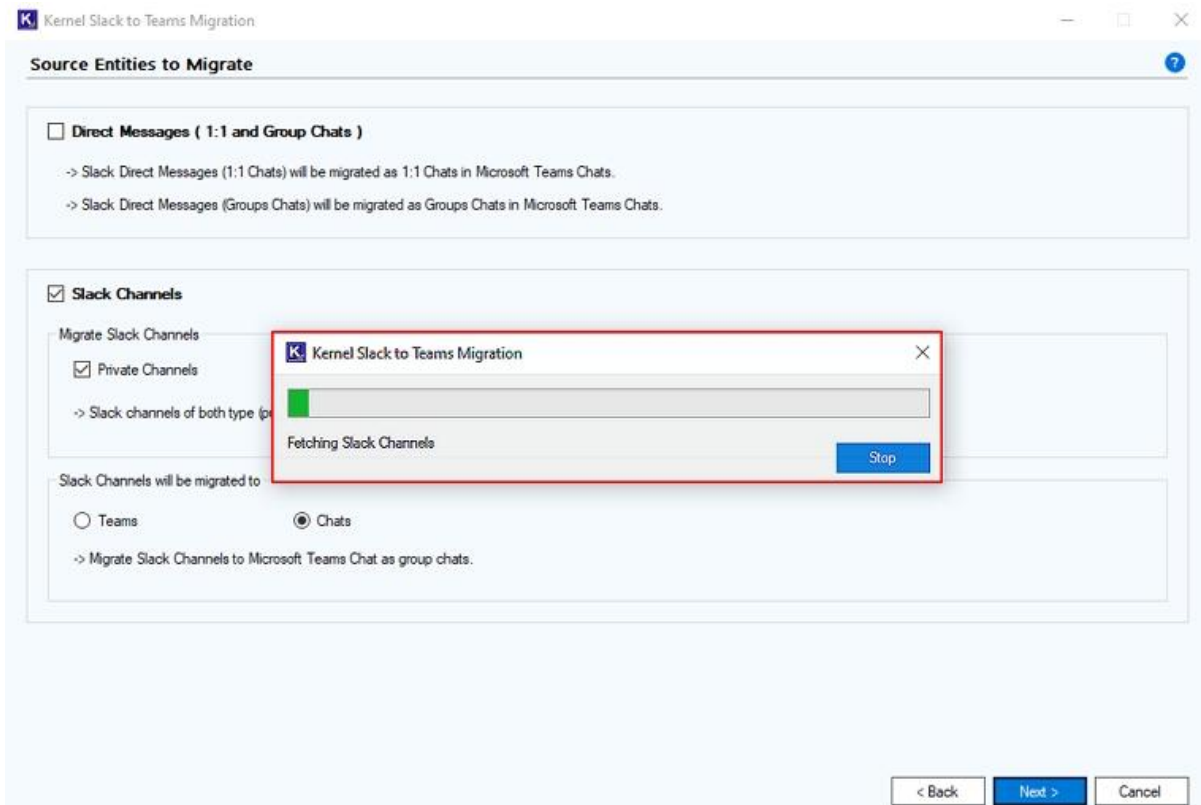 Kernel Slack to Teams Migration
Source Entities to Migrate
?
Direct Messages ( 1:1 and Group Chats )
-> Slack Direct Messages (1:1 Chats) will be migrated as 1:1 Chats in Microsoft Teams Chats.
-> Slack Direct Messages (Groups Chats) will be migrated as Groups Chats in Microsoft Teams Chats.
Slack Channels
Migrate Slack Channels
Private Channels
-> Slack channels of both type
K Kernel Slack to Teams Migration
Fetching Slack Channels
Stop
Slack Channels will be migrated to
Teams Chats
-> Migrate Slack Channels to Microsoft Teams Chat as group chats.
< Back Next > Cancel